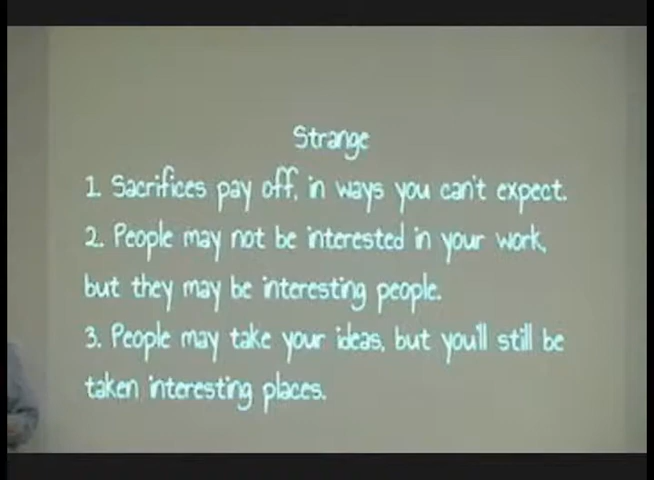 Strange
1. Sacrifices pay off, in ways you can't expect.
2. People may not be interested in your work,
but they may be interesting people.
3. People may take your ideas, but you'll still be
taken interesting places.